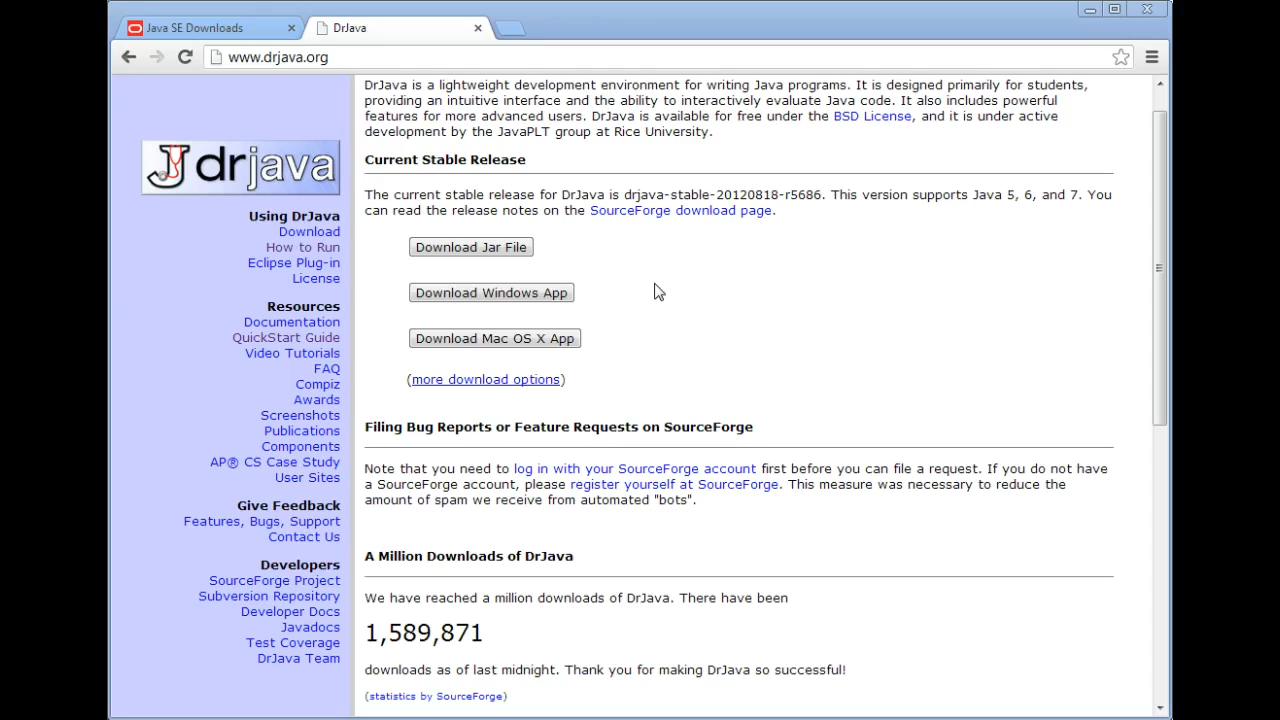 Java SE Downloads
DrJava
www.drjava.org
drjava
Using DrJava
Download
How to Run
Eclipse Plug-in
License
Resources
Documentation
QuickStart Guide
Video Tutorials
FAQ
Compiz
Awards
Screenshots
Publications
Components
AP® CS Case Study
User Sites
Give Feedback
Features, Bugs, Support
Contact Us
Developers
SourceForge Project
Subversion Repository
Developer Docs
Javadocs
Test Coverage
DrJava Team
DrJava is a lightweight development environment for writing Java programs. It is designed primarily for students,
providing an intuitive interface and the ability to interactively evaluate Java code. It also includes powerful
features for more advanced users. DrJava is available for free under the BSD License, and it is under active
development by the JavaPLT group at Rice University.
Current Stable Release
The current stable release for DrJava is drjava-stable-20120818-r5686. This version supports Java 5, 6, and 7. You
can read the release notes on the SourceForge download page.
Download Jar File
Download Windows App
Download Mac OS X App
(more download options)
Filing Bug Reports or Feature Requests on SourceForge
Note that you need to log in with your SourceForge account first before you can file a request. If you do not have
a SourceForge account, please register yourself at SourceForge. This measure was necessary to reduce the
amount of spam we receive from automated "bots".
A Million Downloads of DrJava
We have reached a million downloads of DrJava. There have been
1,589,871
downloads as of last midnight. Thank you for making DrJava so successful!
(statistics by SourceForge)